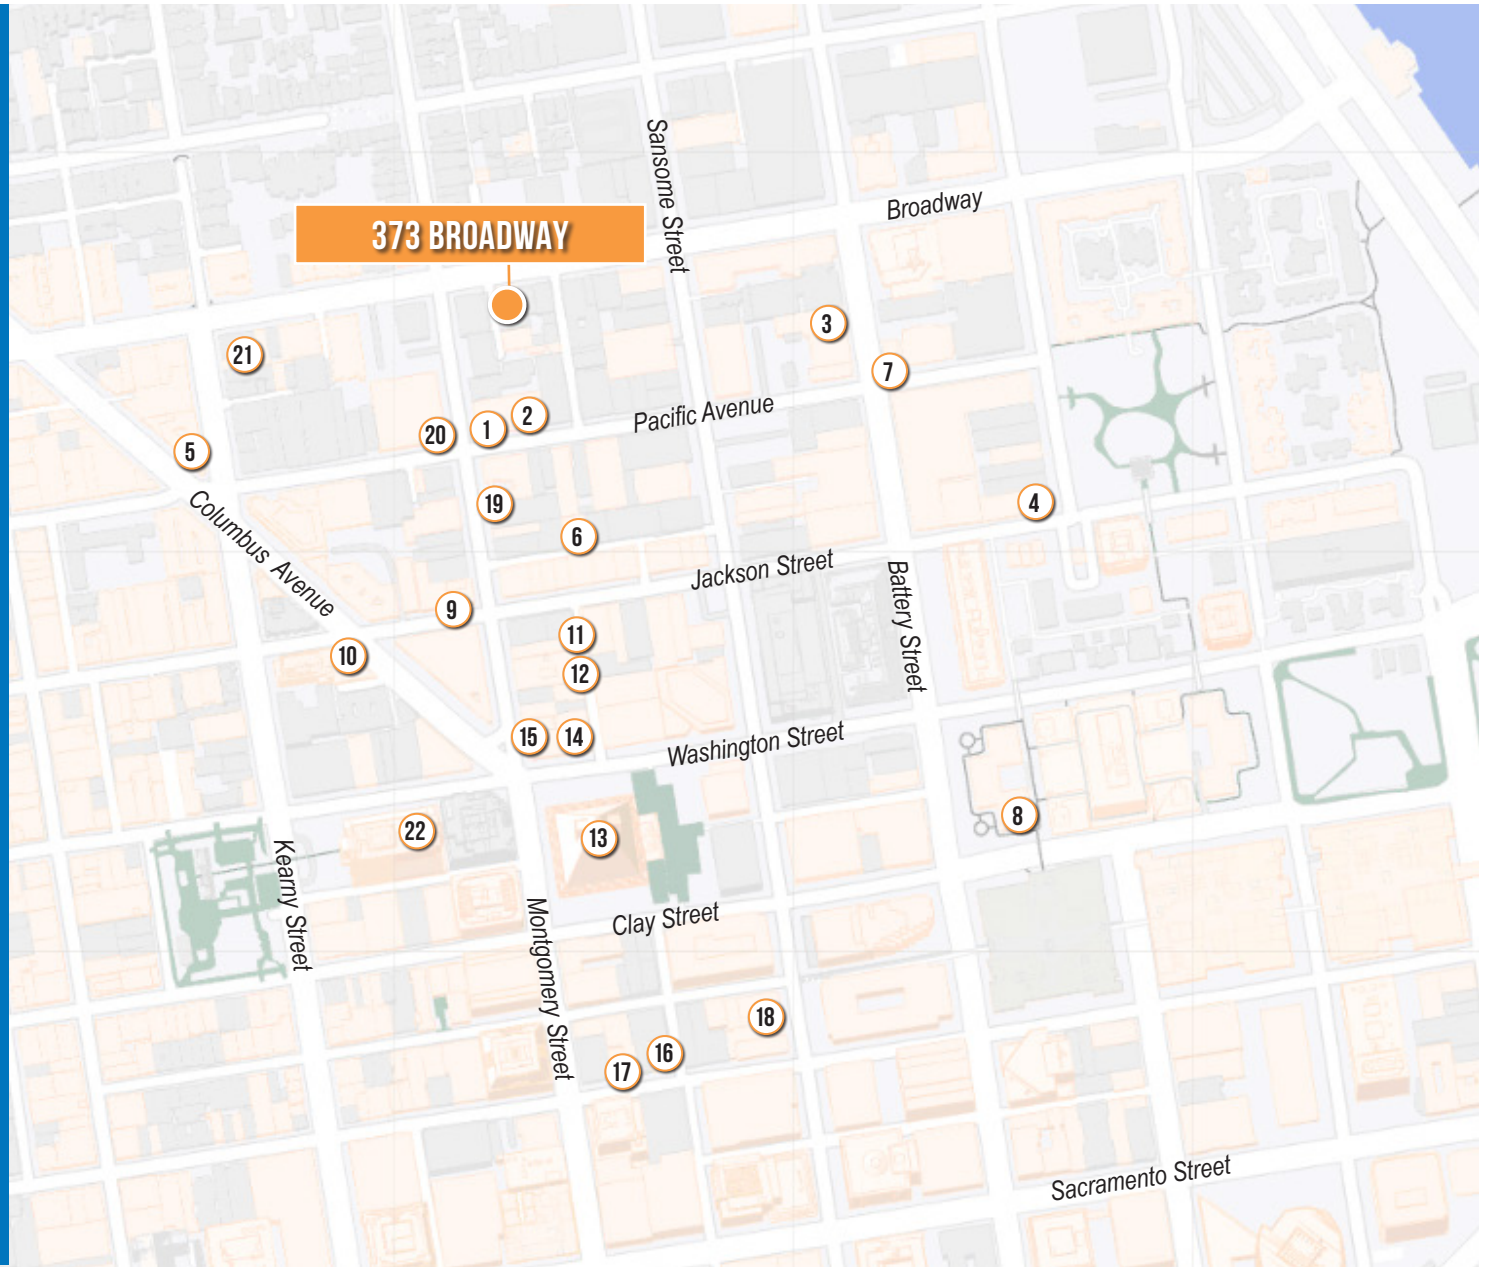 Sansome Street
Broadway
373 BROADWAY
3
21
7
2
Pacific Avenue
1
20
5
4
19
Columbus Avenue
6
Jackson Street
9
Battery Street
11
10
12
15
14
Washington Street
8
22
13
Kearny Street
Clay Street
Montgomery Street
18
16
17
Sacramento Street